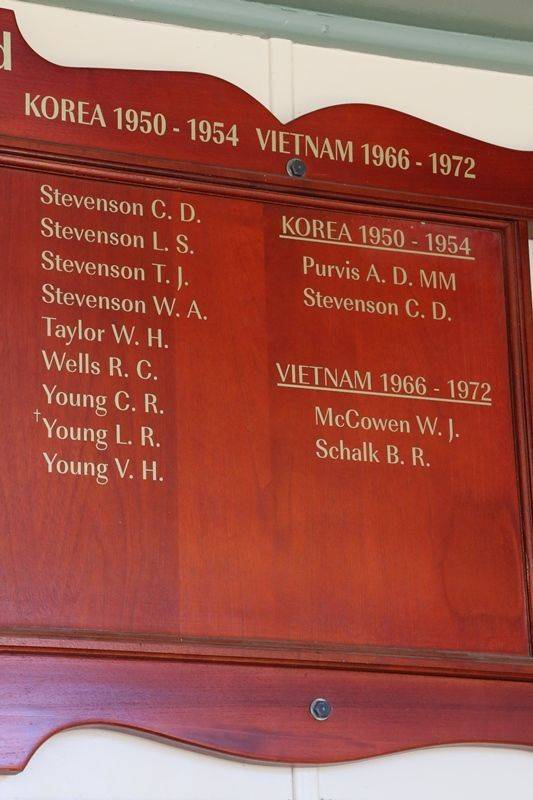 d
KOREA 1950 - 1954 VIETNAM 1966 - 1972
Stevenson C. D.
Stevenson L. S.
Stevenson T. J.
Stevenson W. A.
Taylor W. H.
Wells R. C.
Young C. R.
†Young L. R.
Young V. H.
KOREA 1950 - 1954
Purvis A. D. MM
Stevenson C. D.
VIETNAM 1966 - 1972
McCowen W. J.
Schalk B. R.